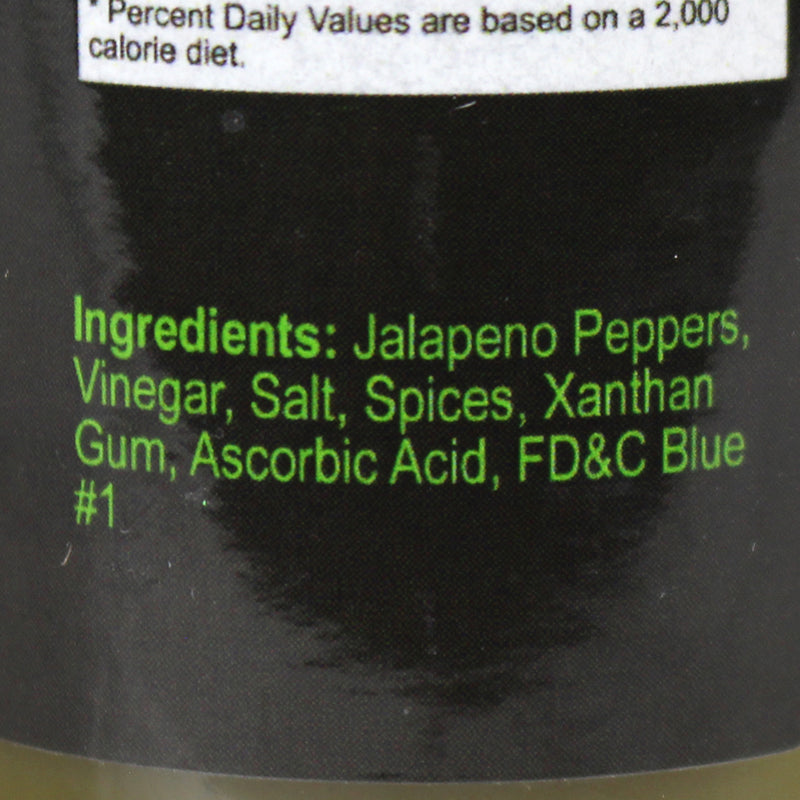 * Percent Daily Values are based on a 2,000
calorie diet.
Ingredients: Jalapeno Peppers,
Vinegar, Salt, Spices, Xanthan
Gum, Ascorbic Acid, FD&C Blue
#1